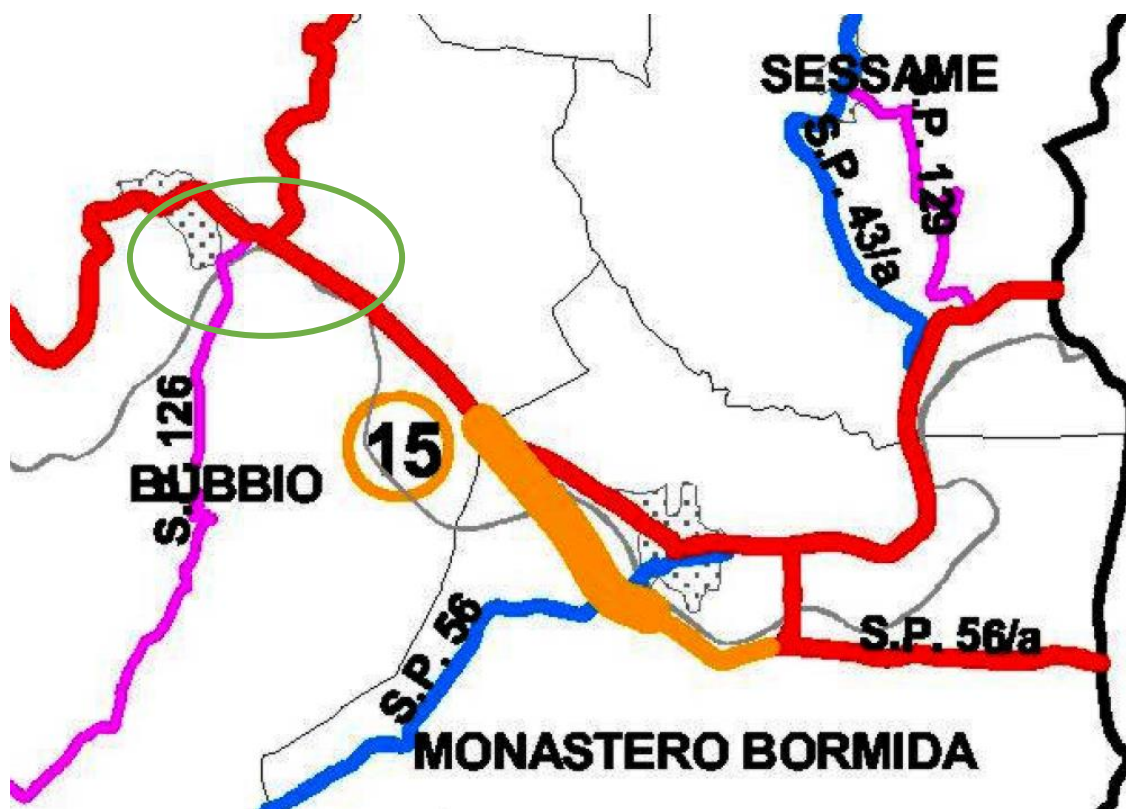 SESSAME
S.P. 129
S.P. 43/a
15
S.P. 126
BUBBIO
S.P. 56
S.P. 56/a
MONASTERO BORMIDA